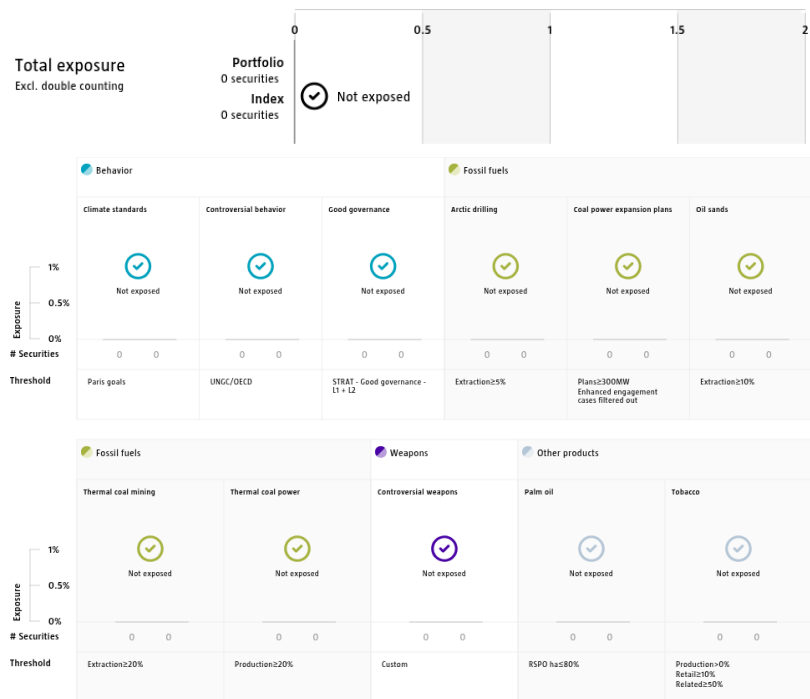 0 0.5 1 1.5 2
Total exposure
Excl. double counting
Portfolio
0 securities
Index
0 securities
Not exposed
Behavior Fossil fuels
Climate standards Controversial behavior Good governance Arctic drilling Coal power expansion plans Oil sands
Exposure
1%
0.5%
0%
Not exposed Not exposed Not exposed Not exposed Not exposed Not exposed
# Securities 0 0 0 0 0 0 0 0 0 0 0 0
Threshold Paris goals UNGC/OECD STRAT - Good governance - Extraction≥5% Plans≥300MW Extraction≥10%
L1 + L2 Enhanced engagement
cases filtered out
Fossil fuels Weapons Other products
Thermal coal mining Thermal coal power Controversial weapons Palm oil Tobacco
Exposure
1%
0.5%
0%
Not exposed Not exposed Not exposed Not exposed Not exposed
# Securities 0 0 0 0 0 0 0 0 0 0
Threshold Extraction≥20% Production≥20% Custom RSPO ha≤80% Production>0%
Retail≥10%
Related≥50%